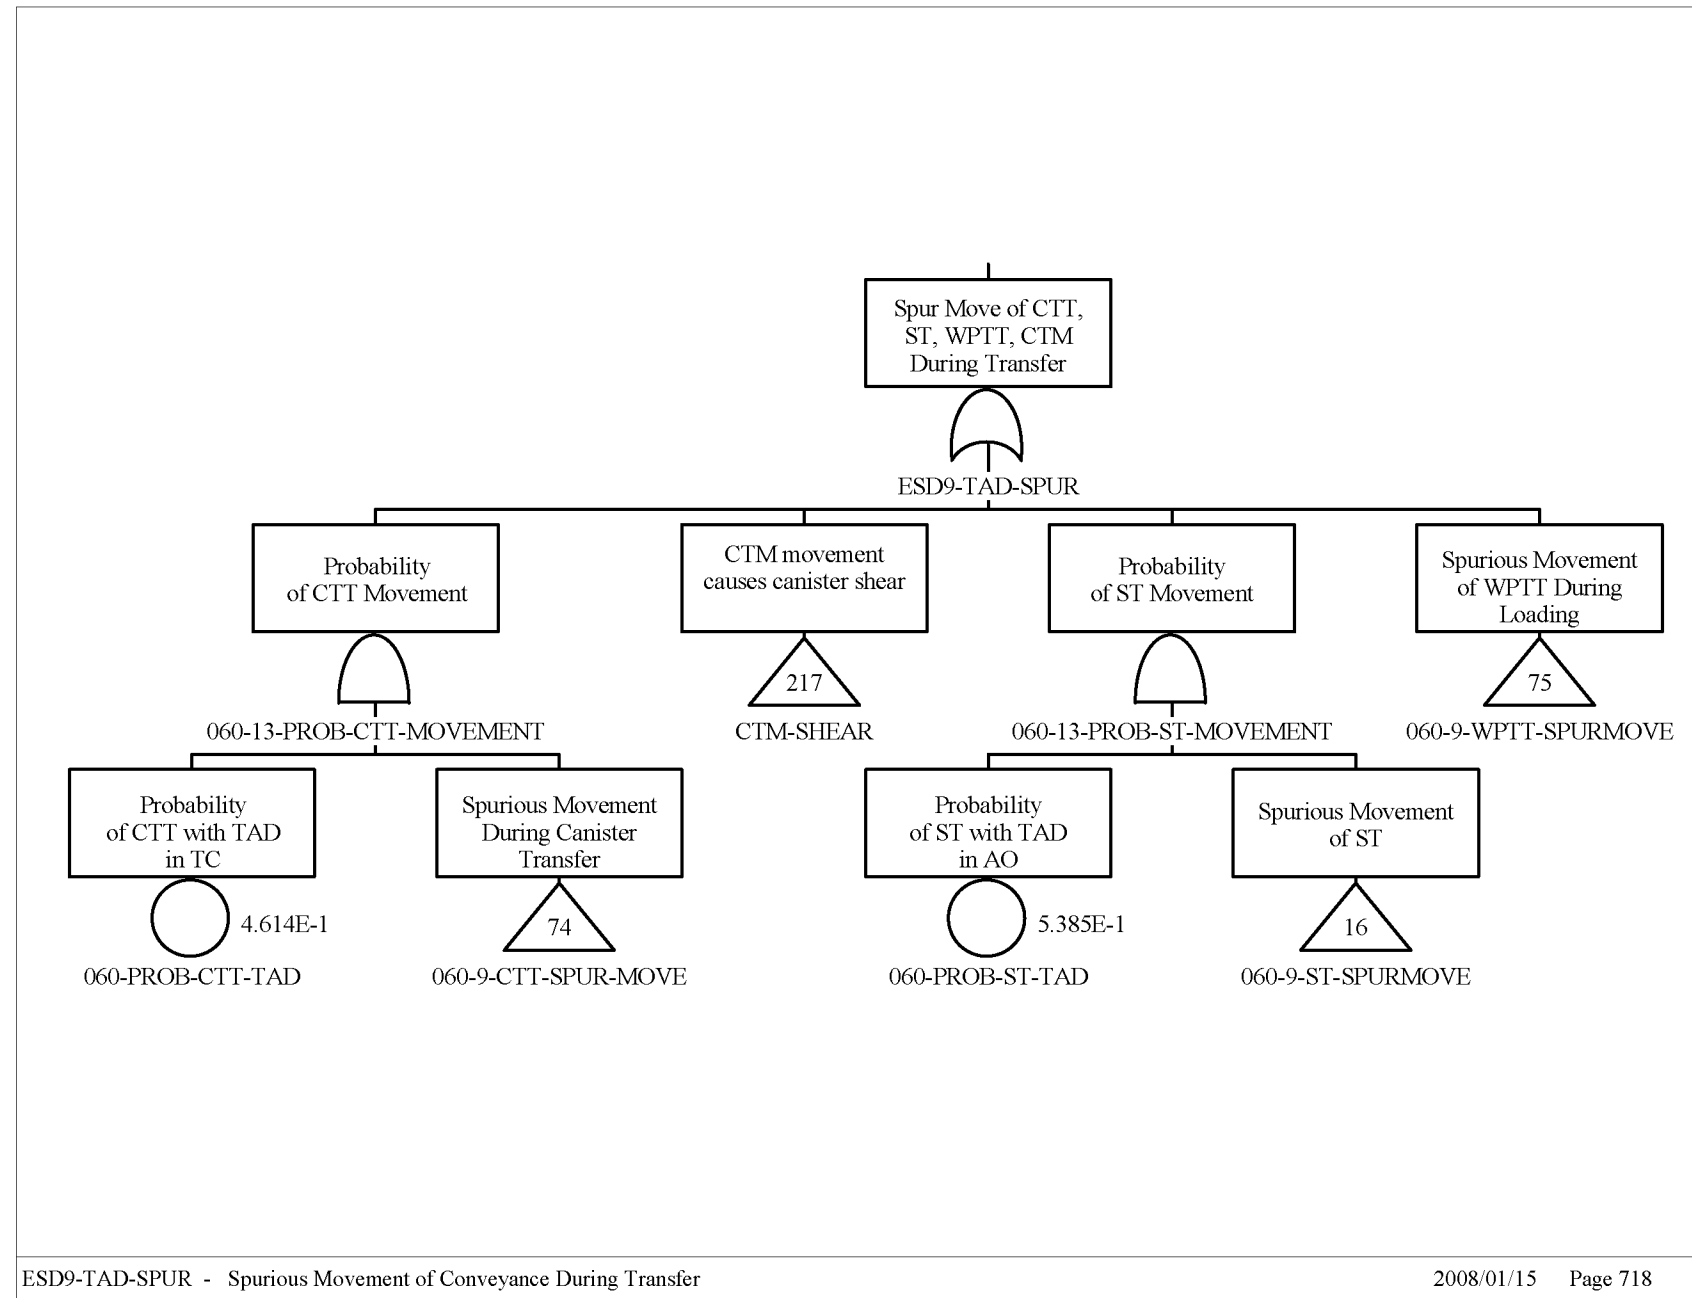 Spur Move of CTT,
ST, WPTT, CTM
During Transfer
ESD9-TAD-SPUR
Probability
of CTT Movement
060-13-PROB-CTT-MOVEMENT
CTM movement
causes canister shear
217
CTM-SHEAR
Probability
of ST Movement
060-13-PROB-ST-MOVEMENT
Spurious Movement
of WPTT During
Loading
75
060-9-WPTT-SPURMOVE
Probability
of CTT with TAD
in TC
4.614E-1
060-PROB-CTT-TAD
Spurious Movement
During Canister
Transfer
74
060-9-CTT-SPUR-MOVE
Probability
of ST with TAD
in AO
5.385E-1
060-PROB-ST-TAD
Spurious Movement
of ST
16
060-9-ST-SPURMOVE
ESD9-TAD-SPUR - Spurious Movement of Conveyance During Transfer
2008/01/15 Page 718